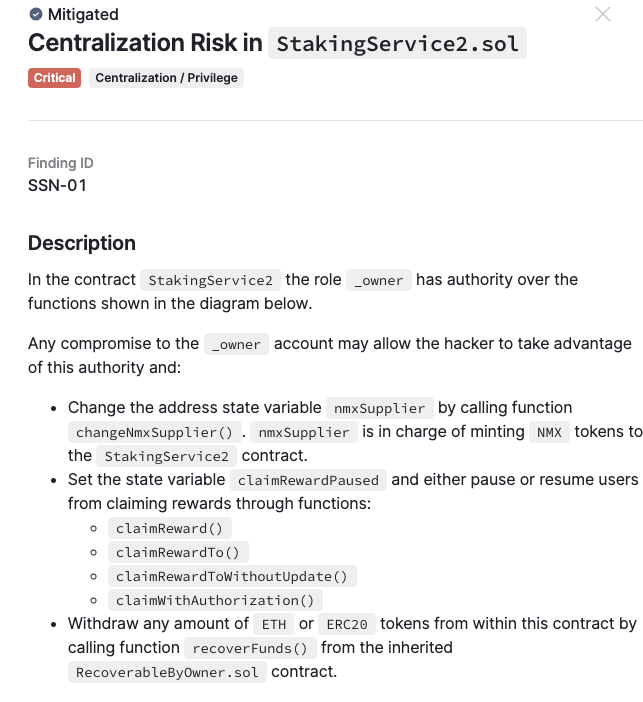 Mitigated
Centralization Risk in StakingService2.sol
Critical Centralization / Privilege
Finding ID
SSN-01
Description
In the contract StakingService2 the role _owner has authority over the
functions shown in the diagram below.
Any compromise to the _owner account may allow the hacker to take advantage
of this authority and:
• Change the address state variable nmxSupplier by calling function
changeNmxSupplier() . nmxSupplier is in charge of minting NMX tokens to
the StakingService2 contract.
• Set the state variable claimRewardPaused and either pause or resume users
from claiming rewards through functions:
◦ claimReward()
◦ claimRewardTo()
◦ claimRewardToWithoutUpdate()
◦ claimWithAuthorization()
• Withdraw any amount of ETH or ERC20 tokens from within this contract by
calling function recoverFunds() from the inherited
RecoverableByOwner.sol contract.